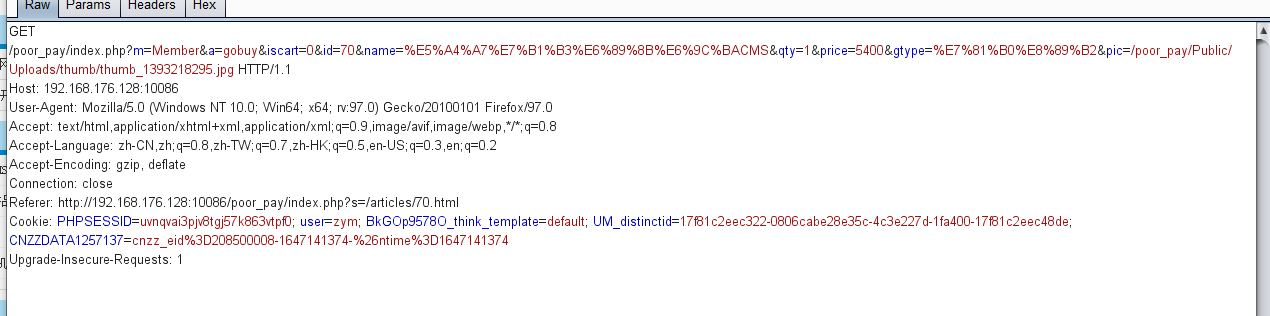 Raw Params Headers Hex
GET
/poor_pay/index.php?m=Member&a=gobuy&iscart=0&id=70&name=%E5%A4%A7%E7%B1%B3%E6%89%8B%E6%9C%BACMS&qty=1&price=5400&gtype=%E7%81%B0%E8%89%B2&pic=/poor_pay/Public/
Uploads/thumb/thumb_1393218295.jpg HTTP/1.1
Host: 192.168.176.128:10086
User-Agent: Mozilla/5.0 (Windows NT 10.0; Win64; x64; rv:97.0) Gecko/20100101 Firefox/97.0
Accept: text/html,application/xhtml+xml,application/xml;q=0.9,image/avif,image/webp,*/*;q=0.8
Accept-Language: zh-CN,zh;q=0.8,zh-TW;q=0.7,zh-HK;q=0.5,en-US;q=0.3,en;q=0.2
Accept-Encoding: gzip, deflate
Connection: close
Referer: http://192.168.176.128:10086/poor_pay/index.php?s=/articles/70.html
Cookie: PHPSESSID=uvnqvai3pjv8tgj57k863vtpf0; user=zym; BkGOp9578O_think_template=default; UM_distinctid=17f81c2eec322-0806cabe28e35c-4c3e227d-1fa400-17f81c2eec48de;
CNZZDATA1257137=cnzz_eid%3D208500008-1647141374-%26ntime%3D1647141374
Upgrade-Insecure-Requests: 1